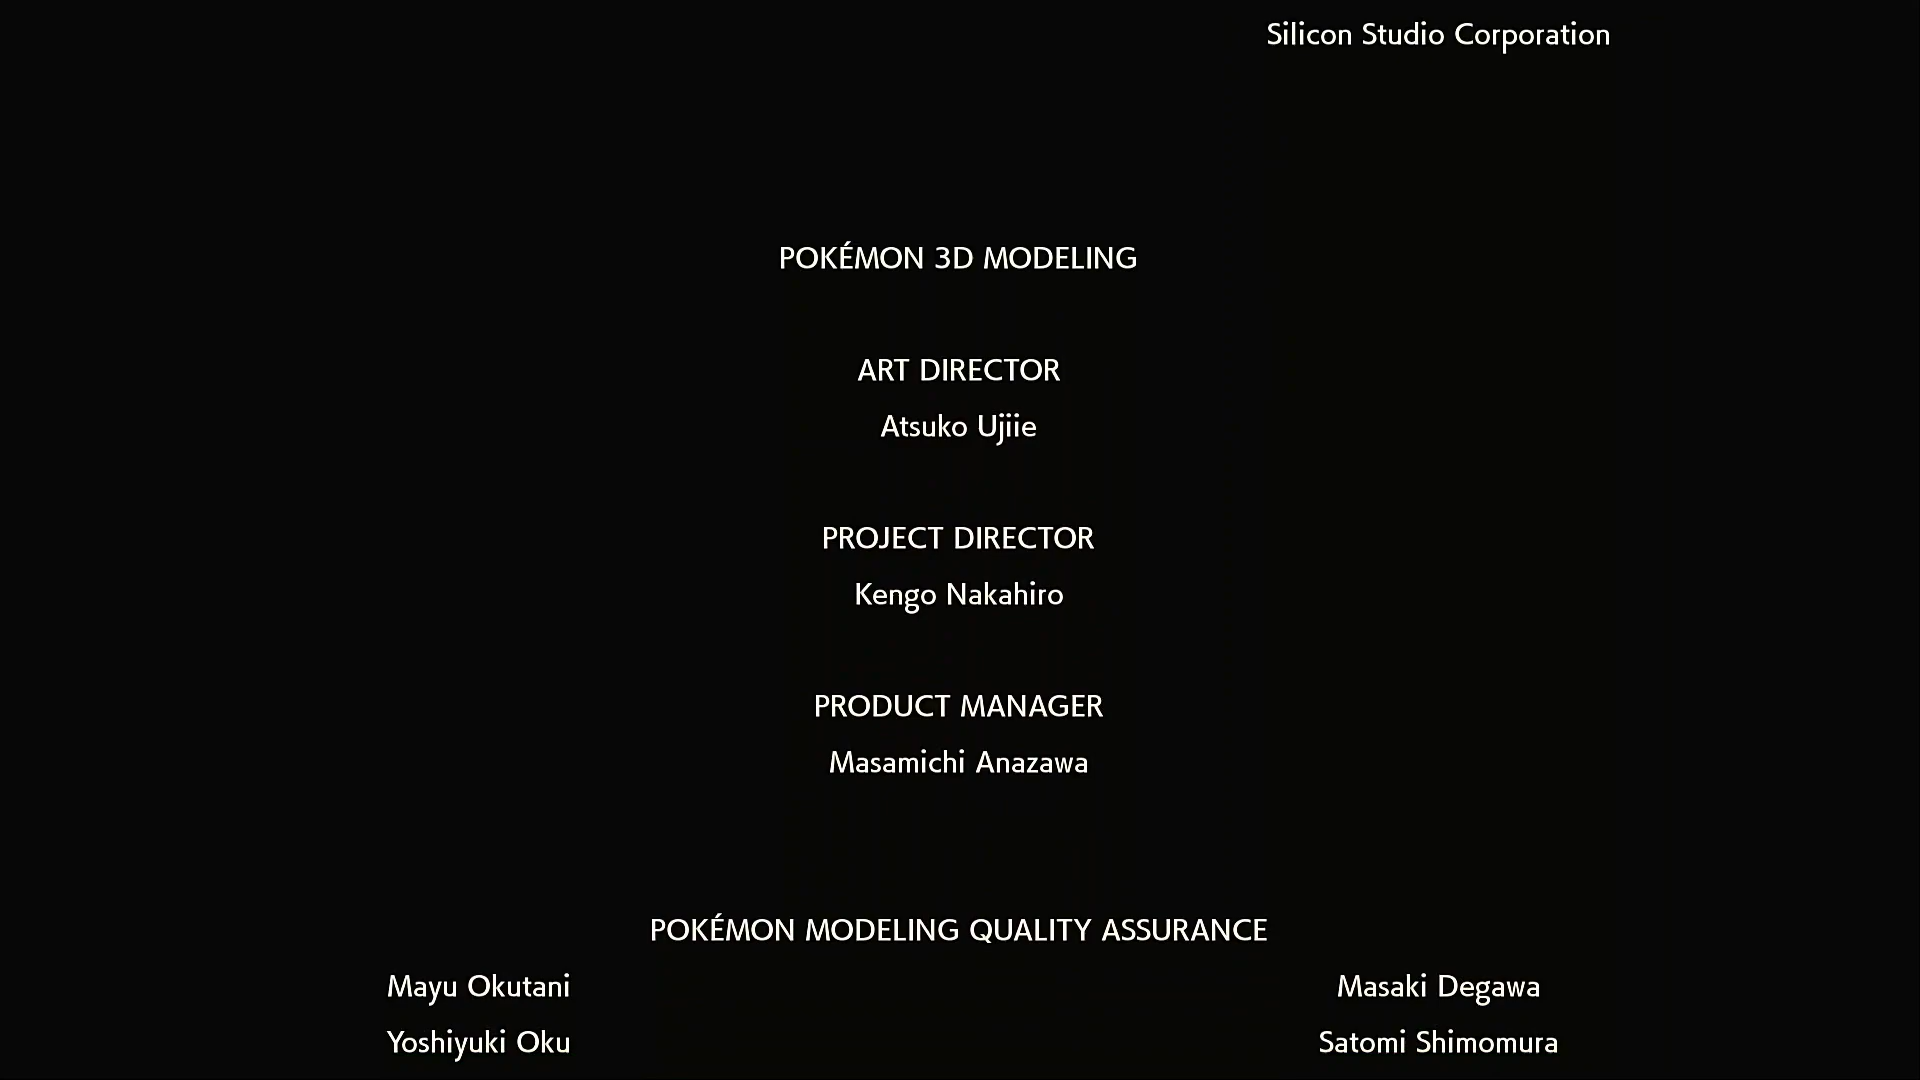 Silicon Studio Corporation
POKÉMON 3D MODELING
ART DIRECTOR
Atsuko Ujiie
PROJECT DIRECTOR
Kengo Nakahiro
PRODUCT MANAGER
Masamichi Anazawa
POKÉMON MODELING QUALITY ASSURANCE
Mayu Okutani Masaki Degawa
Yoshiyuki Oku Satomi Shimomura